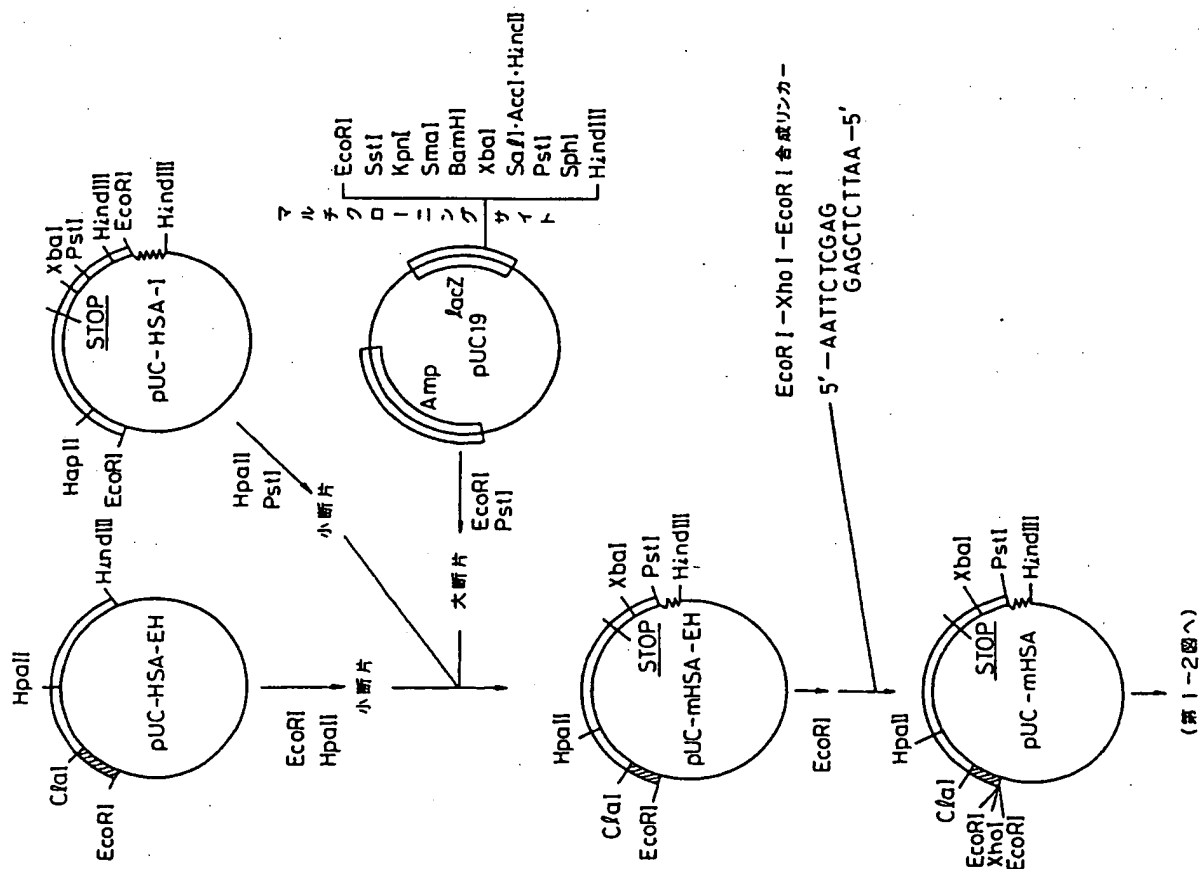 HpaII
ClaI
EcoRI
HindIII
pUC-HSA-EH
XbaI
PstI
HindIII
EcoRI
HindIII
STOP
HapII
EcoRI
pUC-HSA-I
EcoRI
HpaII
小断片
HpaII
PstI
小断片
マルチクローニングサイト
EcoRI
SstI
KpnI
SmaI
BamHI
XbaI
SalI・AccI・HincII
PstI
SphI
HindIII
Amp
lacZ
pUC19
EcoRI
PstI
大断片
HpaII
ClaI
EcoRI
XbaI
PstI
HindIII
STOP
pUC-mHSA-EH
EcoRI
EcoRI-XhoI-EcoRI合成リンカー
5'-AATTCTCGAG
GAGCTCTTAA-5'
HpaII
ClaI
EcoRI
XhoI
EcoRI
XbaI
PstI
HindIII
STOP
pUC-mHSA
(第1-2図へ)